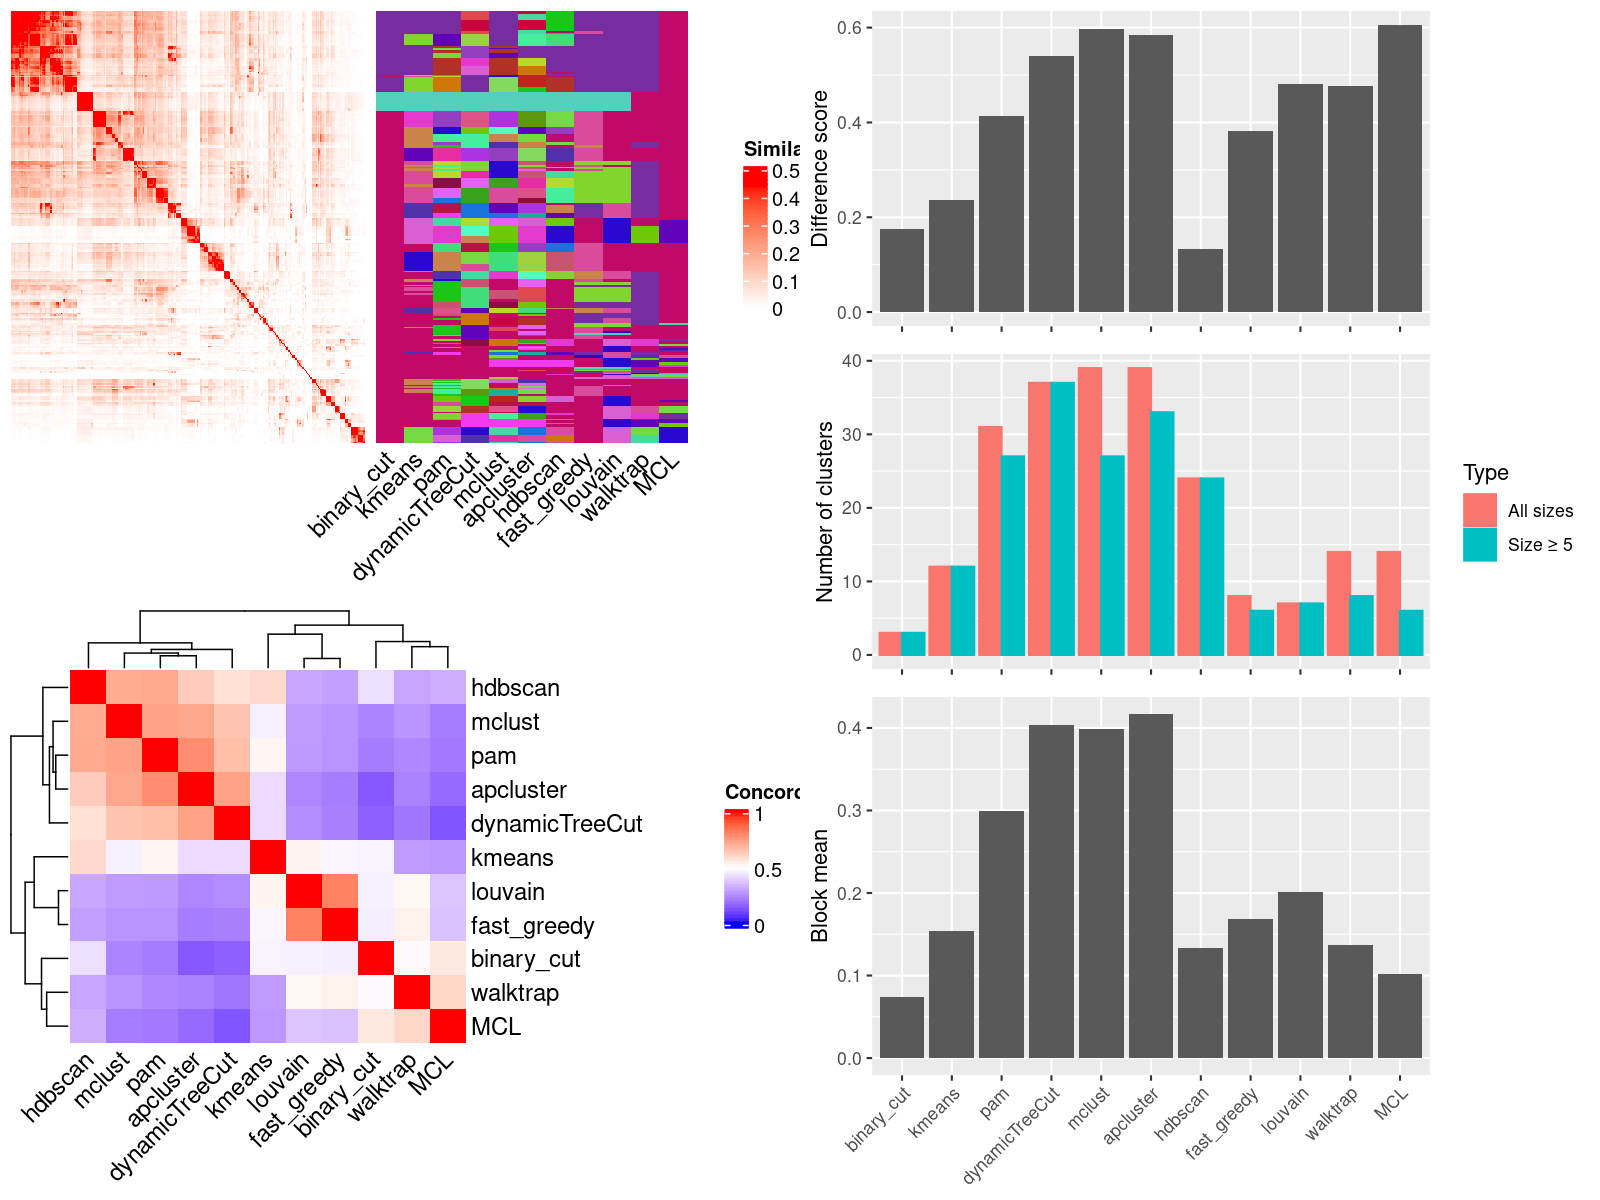 Simila
0.5
0.4
0.3
0.2
0.1
0
binary_cut
kmeans
pam
dynamicTreeCut
mclust
apcluster
hdbscan
fast_greedy
louvain
walktrap
MCL
hdbscan
mclust
pam
apcluster
dynamicTreeCut
kmeans
louvain
fast_greedy
binary_cut
walktrap
MCL
hdbscan
mclust
pam
apcluster
dynamicTreeCut
kmeans
louvain
fast_greedy
binary_cut
walktrap
MCL
Concord
1
0.5
0
Difference score
0.6
0.4
0.2
0.0
Number of clusters
40
30
20
10
0
Type
All sizes
Size ≥ 5
Block mean
0.4
0.3
0.2
0.1
0.0
binary_cut
kmeans
pam
dynamicTreeCut
mclust
apcluster
hdbscan
fast_greedy
louvain
walktrap
MCL